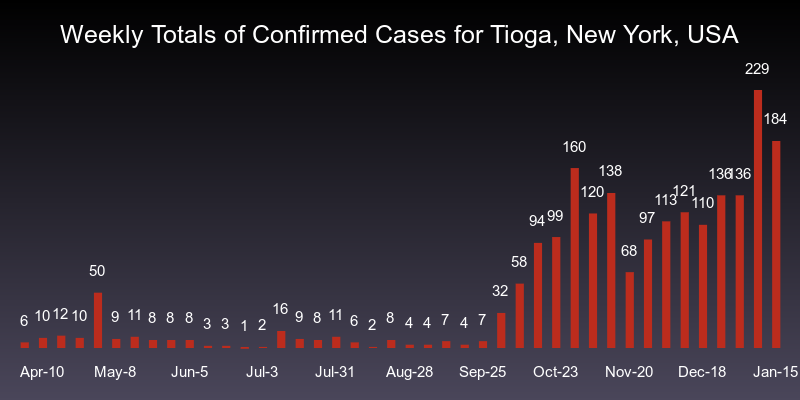 Weekly Totals of Confirmed Cases for Tioga, New York, USA
6 10 12 10 50 9 11 8 8 8 3 3 1 2 16 9 8 11 6 2 8 4 4 7 4 7 32 58 94 99 160 120 138 68 97 113 121 110 136 136 229 184
Apr-10 May-8 Jun-5 Jul-3 Jul-31 Aug-28 Sep-25 Oct-23 Nov-20 Dec-18 Jan-15